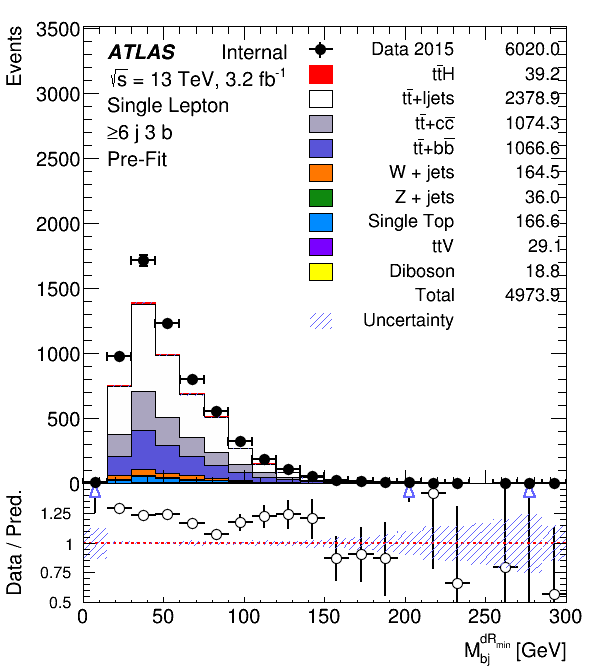 Events
3500
3000
2500
2000
1500
1000
500
0
ATLAS Internal
√s = 13 TeV, 3.2 fb⁻¹
Single Lepton
≥6 j 3 b
Pre-Fit
Data 2015 6020.0
tt̄H 39.2
tt̄+ljets 2378.9
tt̄+cc̄ 1074.3
tt̄+bb̄ 1066.6
W + jets 164.5
Z + jets 36.0
Single Top 166.6
ttV 29.1
Diboson 18.8
Total 4973.9
Uncertainty
Data / Pred.
1.25
1
0.75
0.5
0 50 100 150 200 250 300
M_bj^dR_min [GeV]